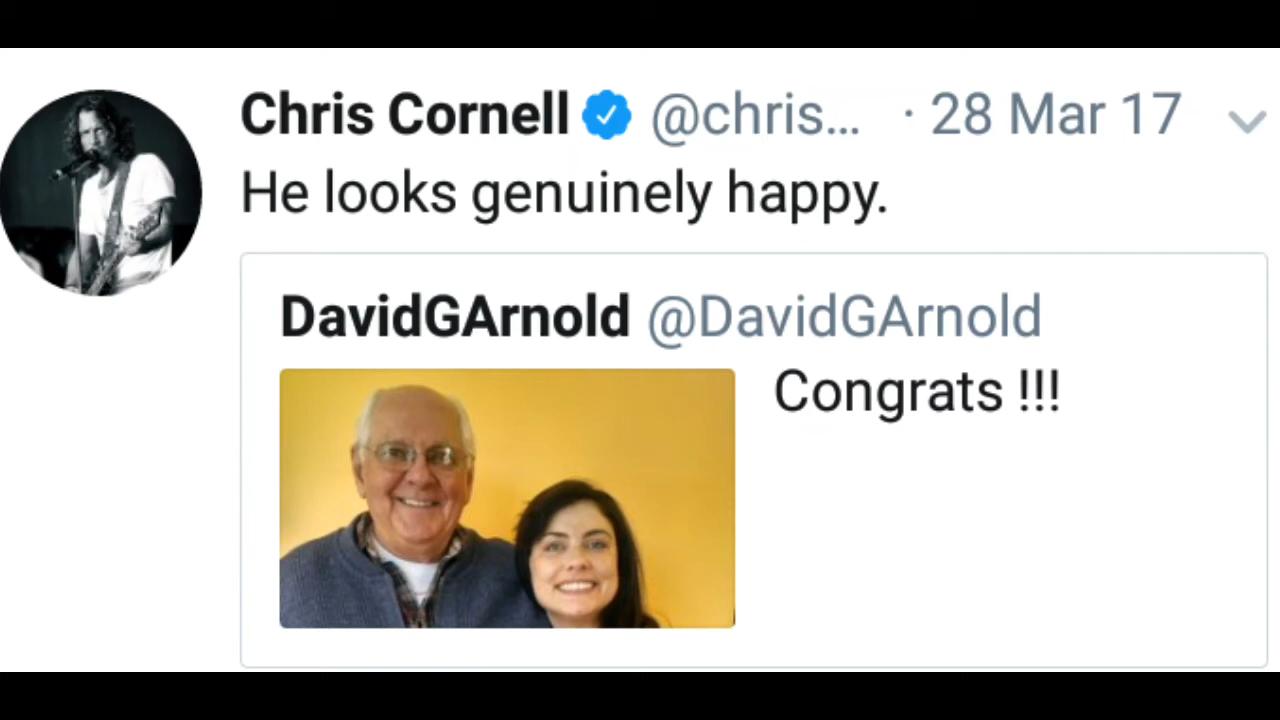 Chris Cornell @chris... · 28 Mar 17
He looks genuinely happy.
DavidGArnold @DavidGArnold
Congrats !!!